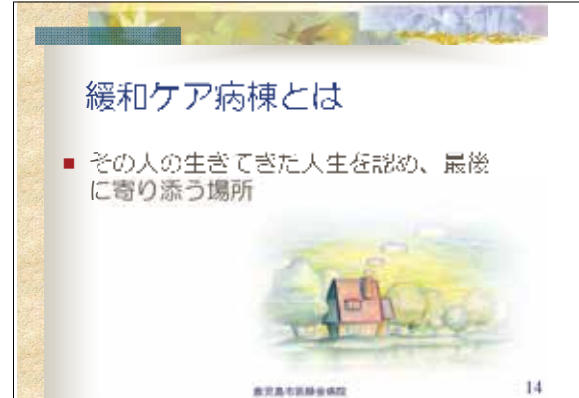 緩和ケア病棟とは
その人の生きてきた人生を認め、最後
に寄り添う場所
鹿児島市医師会病院
14